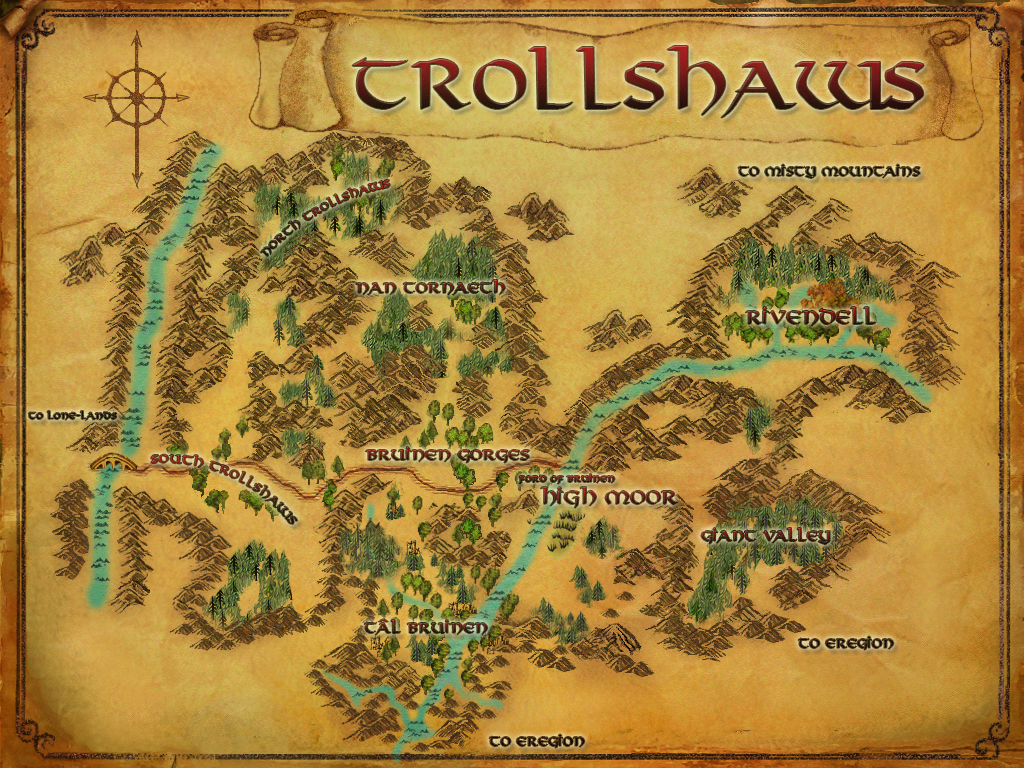 TROLLSHAWS
TO MISTY MOUNTAINS
NORTH TROLLSHAWS
NAN TORNAETH
RIVENDELL
TO LONE-LANDS
SOUTH TROLLSHAWS
BRUINEN GORGES
FORD OF BRUINEN
HIGH MOOR
GIANT VALLEY
TÂL BRUINEN
TO EREGION
TO EREGION